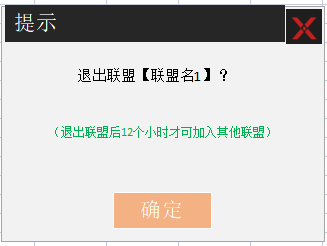 提示
退出联盟【联盟名1】？
（退出联盟后12个小时才可加入其他联盟）
确定